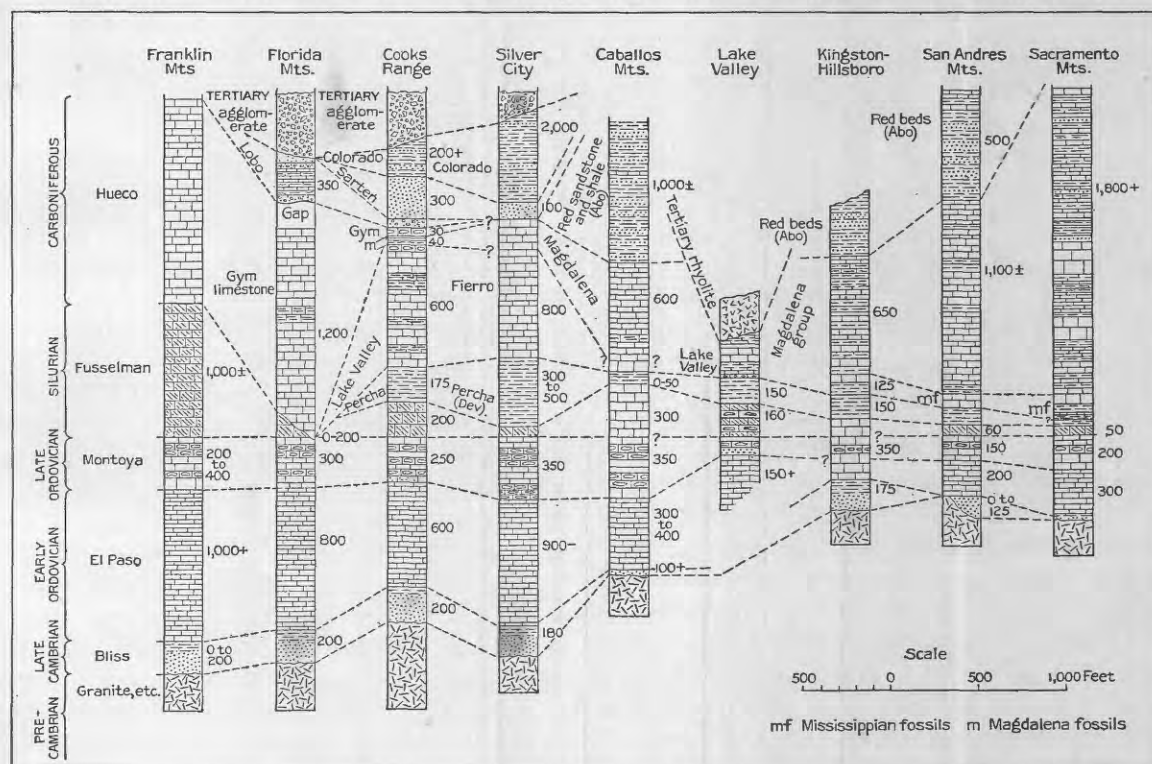 Franklin Mts
Florida Mts.
Cooks Range
Silver City
Caballos Mts.
Lake Valley
Kingston-Hillsboro
San Andres Mts.
Sacramento Mts.
CARBONIFEROUS
SILURIAN
LATE ORDOVICIAN
EARLY ORDOVICIAN
LATE CAMBRIAN
PRE-CAMBRIAN
Hueco
Fusselman
Montoya
El Paso
Bliss
Granite, etc.
1,000±
200 to 400
1,000+
0 to 200
TERTIARY agglomerate
Lobo
Gym limestone
350
Gap
1,200
0-200
300
800
200
TERTIARY agglomerate
Colorado
Sarten
Gym
m
Lake Valley
Percha
200+
Colorado
300
30
40
600
175
Percha (Dev.)
200
250
600
200
2,000
160
?
?
Fierro
800
300 to 500
350
900-
180
Red sandstone and shale (Abo)
Magdalena
?
1,000±
600
?
0-50
300
?
350
300 to 400
100+
Tertiary rhyolite
Lake Valley
150
160
150+
Red beds (Abo)
Magdalena group
?
650
125
150
?
350
175
Red beds (Abo)
mf
500
1,100±
60
150
200
0 to 125
mf
1,800+
50
200
300
Scale
500 0 500 1,000 Feet
mf Mississippian fossils m Magdalena fossils